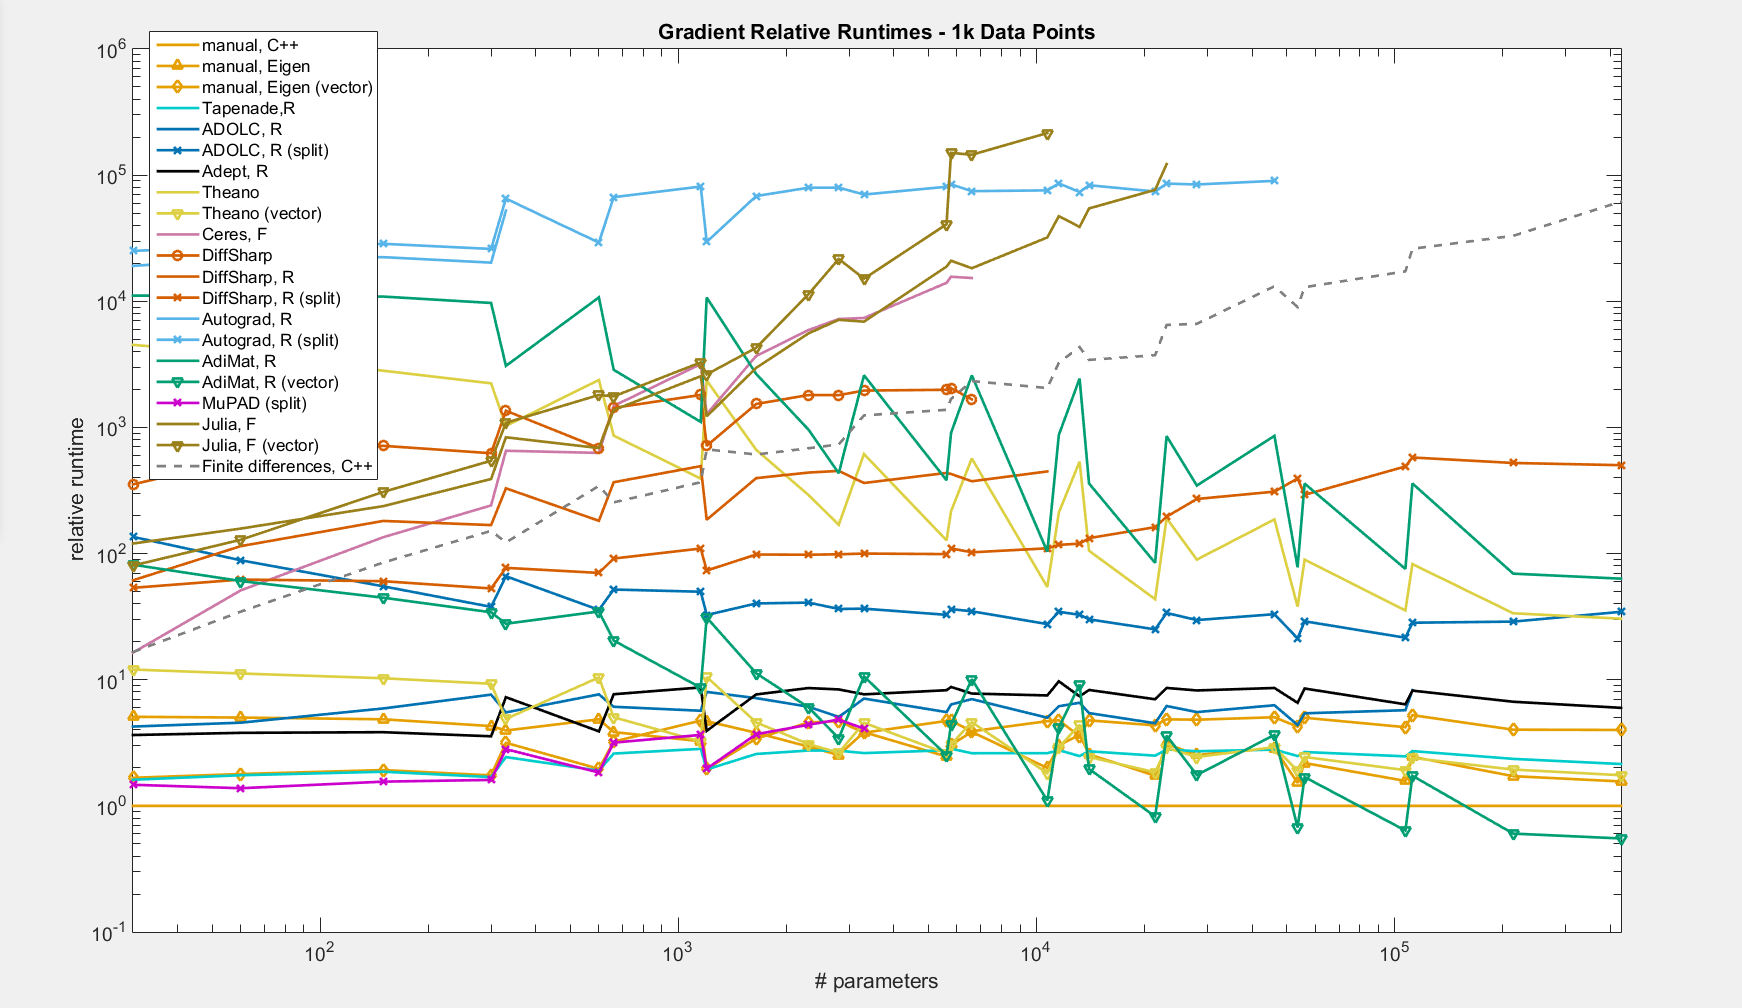 Gradient Relative Runtimes - 1k Data Points
manual, C++
manual, Eigen
manual, Eigen (vector)
Tapenade,R
ADOLC, R
ADOLC, R (split)
Adept, R
Theano
Theano (vector)
Ceres, F
DiffSharp
DiffSharp, R
DiffSharp, R (split)
Autograd, R
Autograd, R (split)
AdiMat, R
AdiMat, R (vector)
MuPAD (split)
Julia, F
Julia, F (vector)
Finite differences, C++
10^6
10^5
10^4
10^3
10^2
10^1
10^0
10^-1
relative runtime
10^2 10^3 10^4 10^5
# parameters